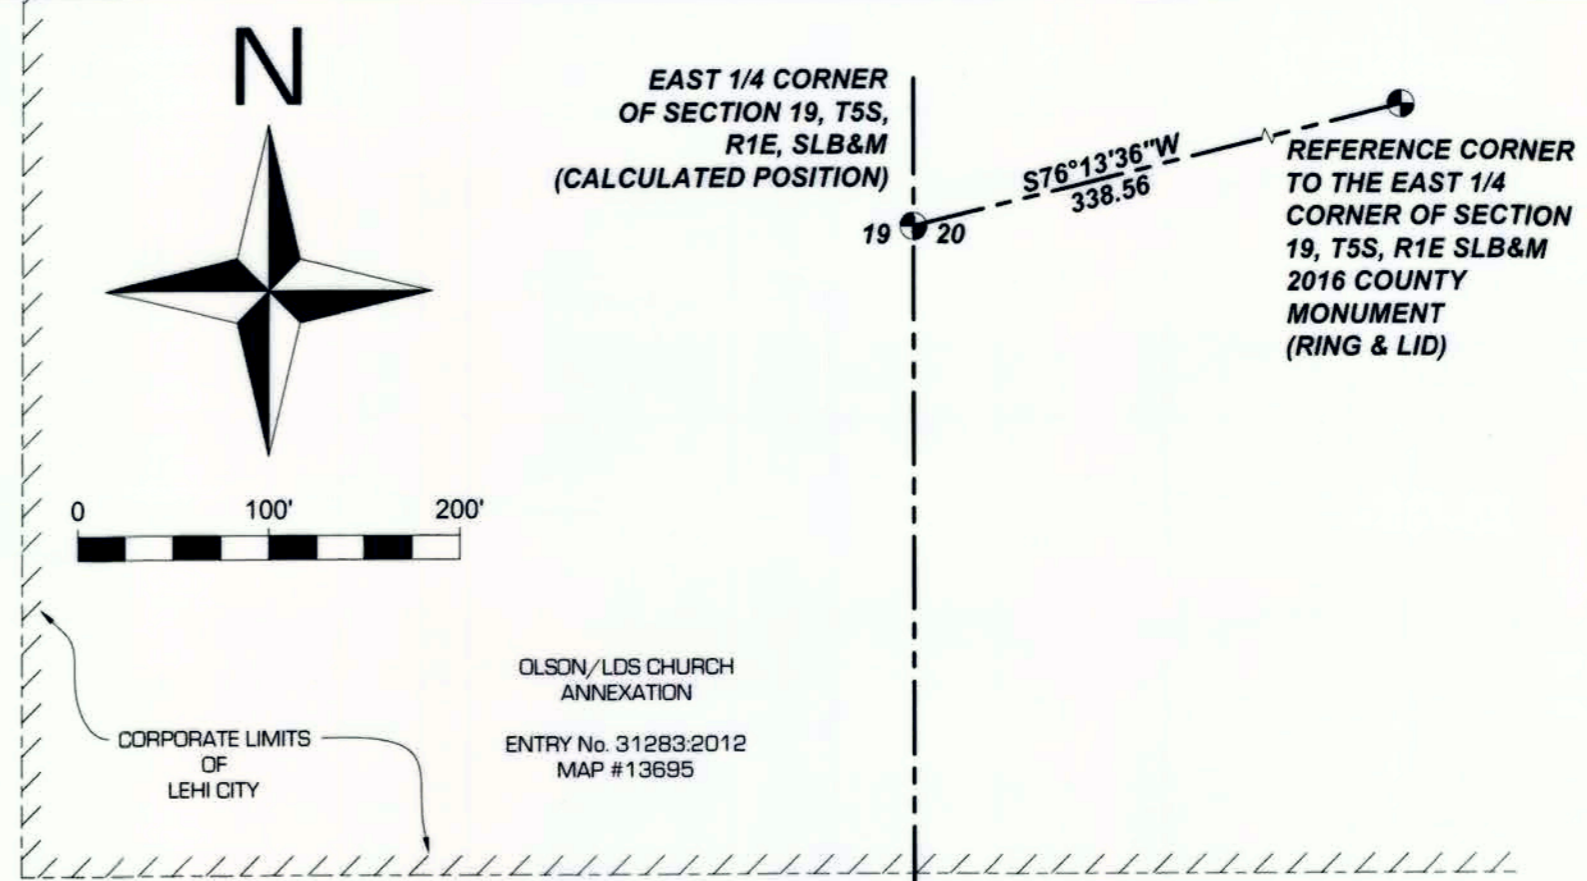 N
EAST 1/4 CORNER
OF SECTION 19, T5S,
R1E, SLB&M
(CALCULATED POSITION)
S76°13'36"W
338.56
REFERENCE CORNER
TO THE EAST 1/4
CORNER OF SECTION
19, T5S, R1E SLB&M
2016 COUNTY
MONUMENT
(RING & LID)
19 20
0 100' 200'
OLSON/LDS CHURCH
ANNEXATION
ENTRY No. 31283:2012
MAP #13695
CORPORATE LIMITS
OF
LEHI CITY